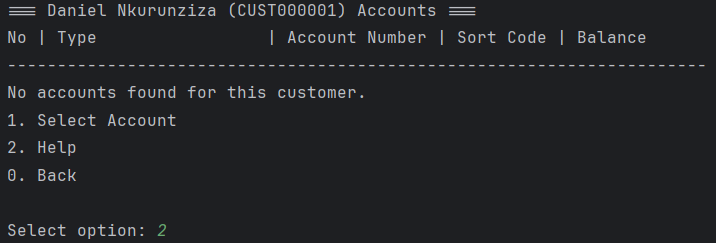 === Daniel Nkurunziza (CUST000001) Accounts ===
No | Type                 | Account Number | Sort Code | Balance
----------------------------------------------------------------------
No accounts found for this customer.
1. Select Account
2. Help
0. Back
Select option: 2